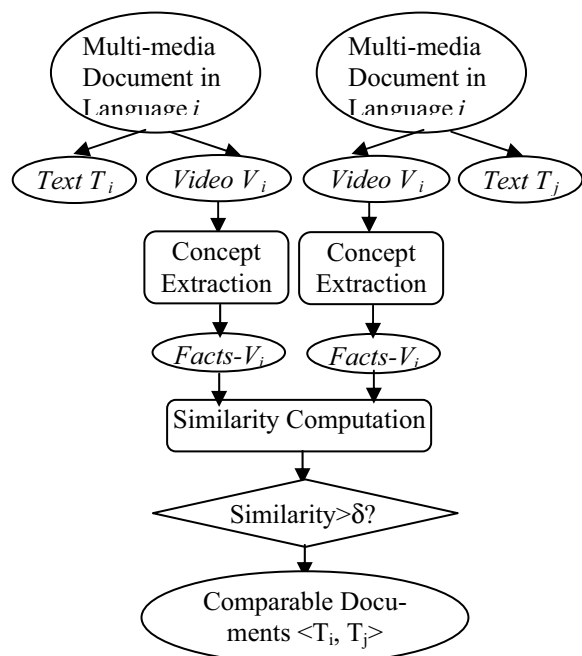 Multi-media
Document in
Language i
Multi-media
Document in
Language i
Text T i
Video V i
Video V i
Text T j
Concept
Extraction
Concept
Extraction
Facts-V i
Facts-V i
Similarity Computation
Similarity>δ?
Comparable Docu-
ments <T i, T j>